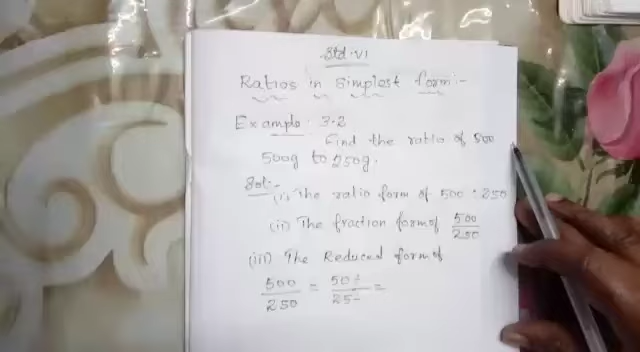 Std:VI
Ratios in Simplest form:-
Example: 3.2
Find the ratio of 500
500g to 250g.
Sol:-
(i) The ratio form of 500 : 250
(ii) The fraction form of 500/250
(iii) The Reduced form of
500/250 = 50÷/25÷ =